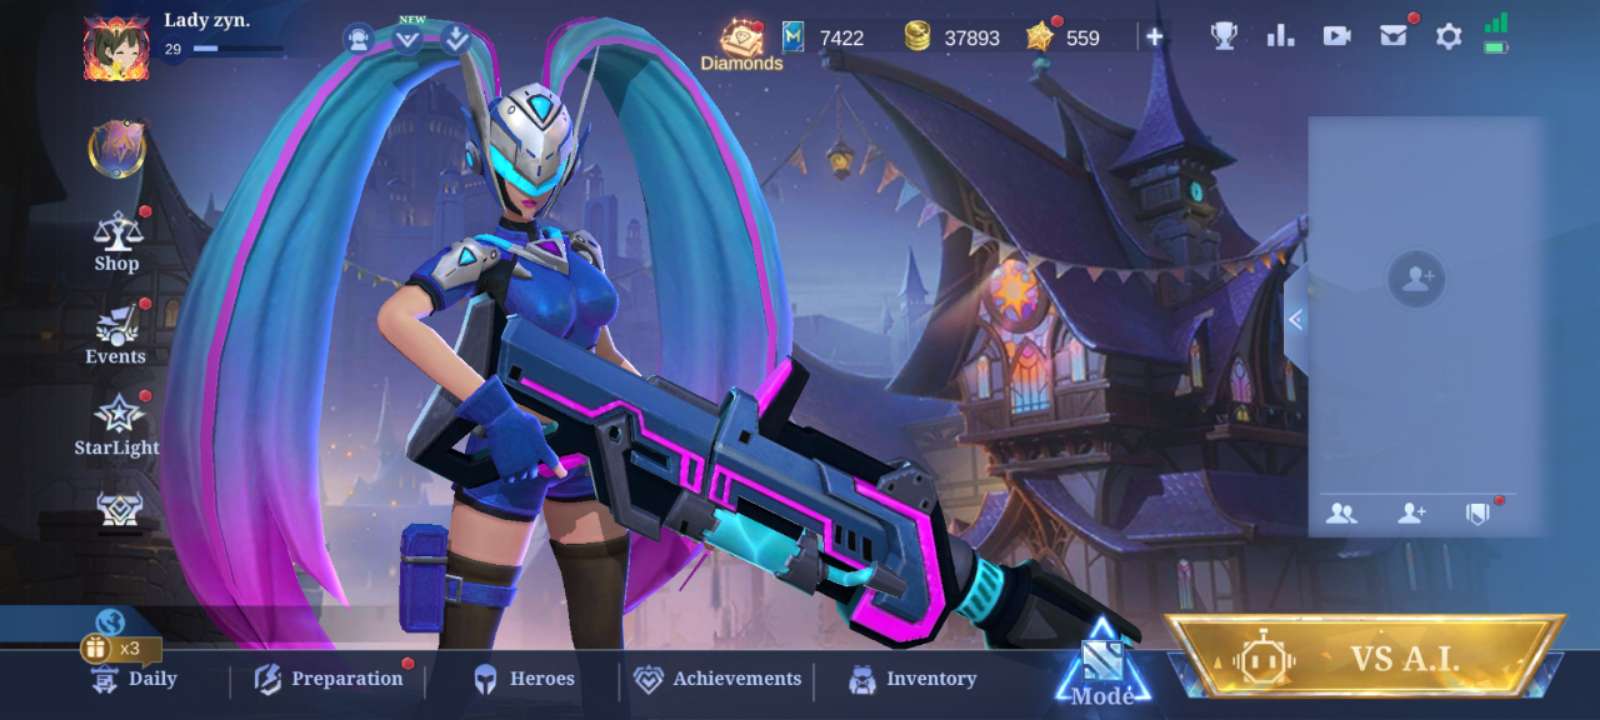 Lady zyn.
29
NEW
Diamonds
7422
37893
559
Shop
Events
StarLight
x3
Daily
Preparation
Heroes
Achievements
Inventory
Mode
VS A.I.